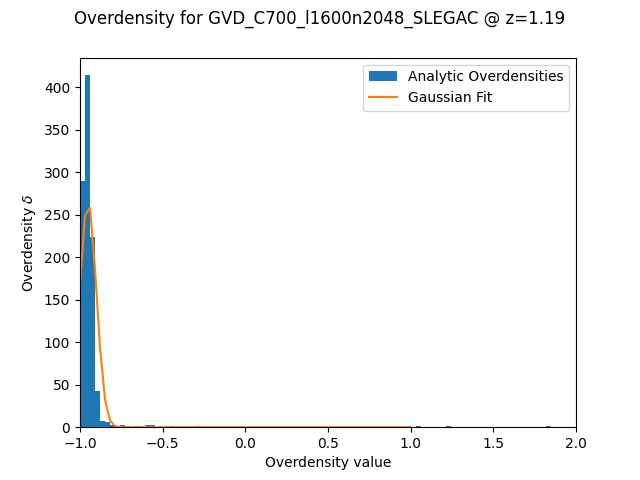 Overdensity for GVD_C700_l1600n2048_SLEGAC @ z=1.19
Analytic Overdensities
Gaussian Fit
Overdensity δ
400
350
300
250
200
150
100
50
0
−1.0 −0.5 0.0 0.5 1.0 1.5 2.0
Overdensity value